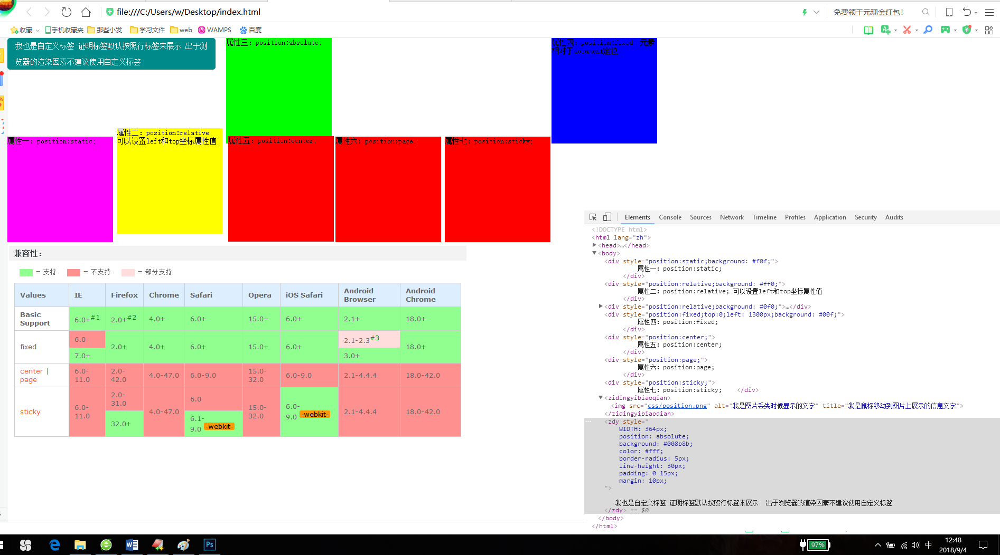 file:///C:/Users/w/Desktop/index.html
免费领千元现金红包!
收藏 手机收藏夹 那些小发 学习文件 web WAMPS 百度
我也是自定义标签 证明标签默认按照行标签来展示 出于浏
览器的渲染因素不建议使用自定义标签
属性三: position:absolute;
属性四: position:fixed; 元素
相对于document定位
属性二: position:relative;
可以设置left和top坐标属性值
属性一: position:static;
属性五: position:center;
属性六: position:page;
属性七: position:sticky;
兼容性:
= 支持 = 不支持 = 部分支持
Values IE Firefox Chrome Safari Opera iOS Safari Android Browser Android Chrome
Basic Support 6.0+#1 2.0+#2 4.0+ 6.0+ 15.0+ 6.0+ 2.1+ 18.0+
fixed 6.0 7.0+ 2.0+ 4.0+ 6.0+ 15.0+ 6.0+ 2.1-2.3#3 3.0+ 18.0+
center | page 6.0-11.0 2.0-42.0 4.0-47.0 6.0-9.0 15.0-32.0 6.0-9.0 2.1-4.4.4 18.0-42.0
sticky 6.0-11.0 2.0-31.0 32.0+ 4.0-47.0 6.0 6.1-9.0 -webkit- 15.0-32.0 6.0-9.0 -webkit- 2.1-4.4.4 18.0-42.0
Elements Console Sources Network Timeline Profiles Application Security Audits
<!DOCTYPE html>
<html lang="zh">
<head>…</head>
<body>
<div style="position:static;background: #f0f;">
属性一: position:static;
</div>
<div style="position:relative;background: #ff0;">
属性二: position:relative; 可以设置left和top坐标属性值
</div>
<div style="position:relative;background: #0f0;">…</div>
<div style="position:fixed;top:0;left: 1300px;background: #00f;">
属性四: position:fixed;
</div>
<div style="position:center;">
属性五: position:center;
</div>
<div style="position:page;">
属性六: position:page;
</div>
<div style="position:sticky;">
属性七: position:sticky; </div>
<zidingyibiaoqian>
<img src="css/position.png" alt="我是图片丢失时候显示的文字" title="我是鼠标移动到图片上展示的信息文字">
</zidingyibiaoqian>
<zdy style="
WIDTH: 364px;
position: absolute;
background: #008b8b;
color: #fff;
border-radius: 5px;
line-height: 30px;
padding: 0 15px;
margin: 10px;
">
我也是自定义标签 证明标签默认按照行标签来展示 出于浏览器的渲染因素不建议使用自定义标签
</zdy> == $0
</body>
</html>
97%
中
12:48
2018/9/4